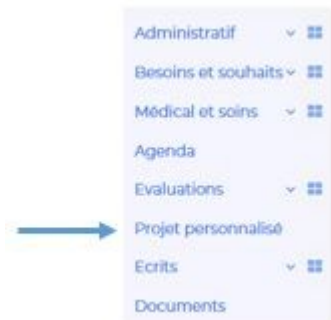 Administratif
Besoins et souhaits
Médical et soins
Agenda
Evaluations
Projet personnalisé
Ecrits
Documents